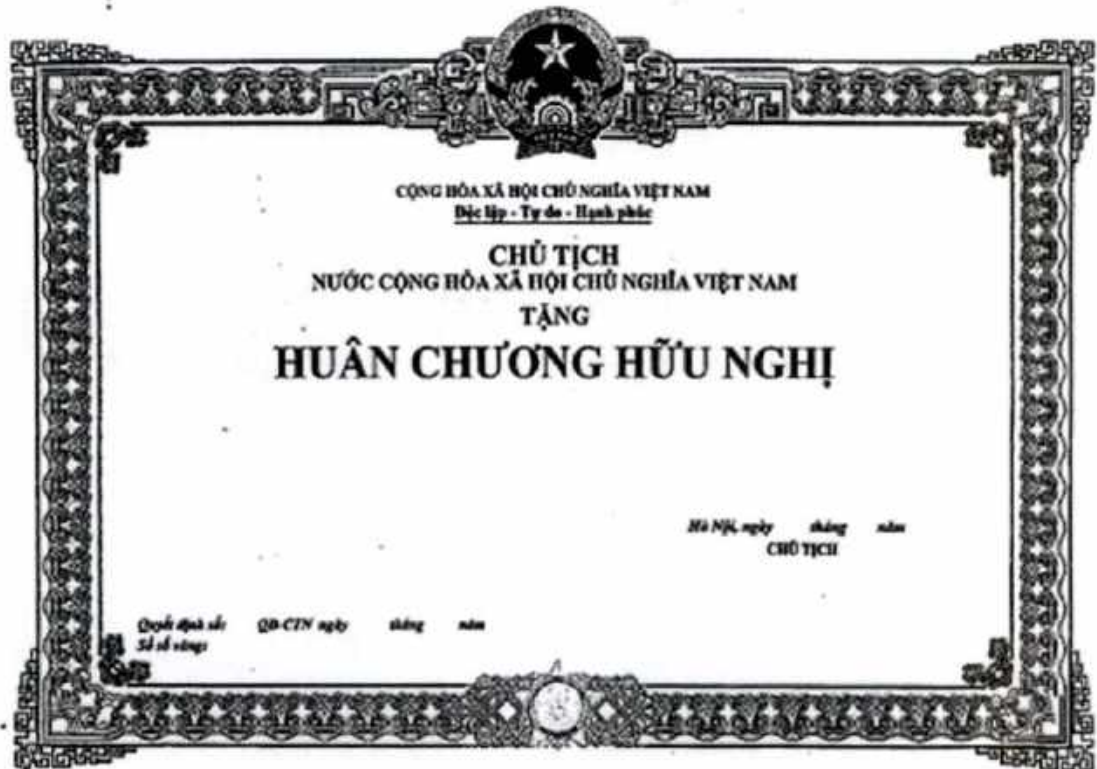 CỘNG HÒA XÃ HỘI CHỦ NGHĨA VIỆT NAM
Độc lập - Tự do - Hạnh phúc
CHỦ TỊCH
NƯỚC CỘNG HÒA XÃ HỘI CHỦ NGHĨA VIỆT NAM
TẶNG
HUÂN CHƯƠNG HỮU NGHỊ
Hà Nội, ngày tháng năm
CHỦ TỊCH
Quyết định số: QĐ-CTN ngày tháng năm
Số sổ vàng: